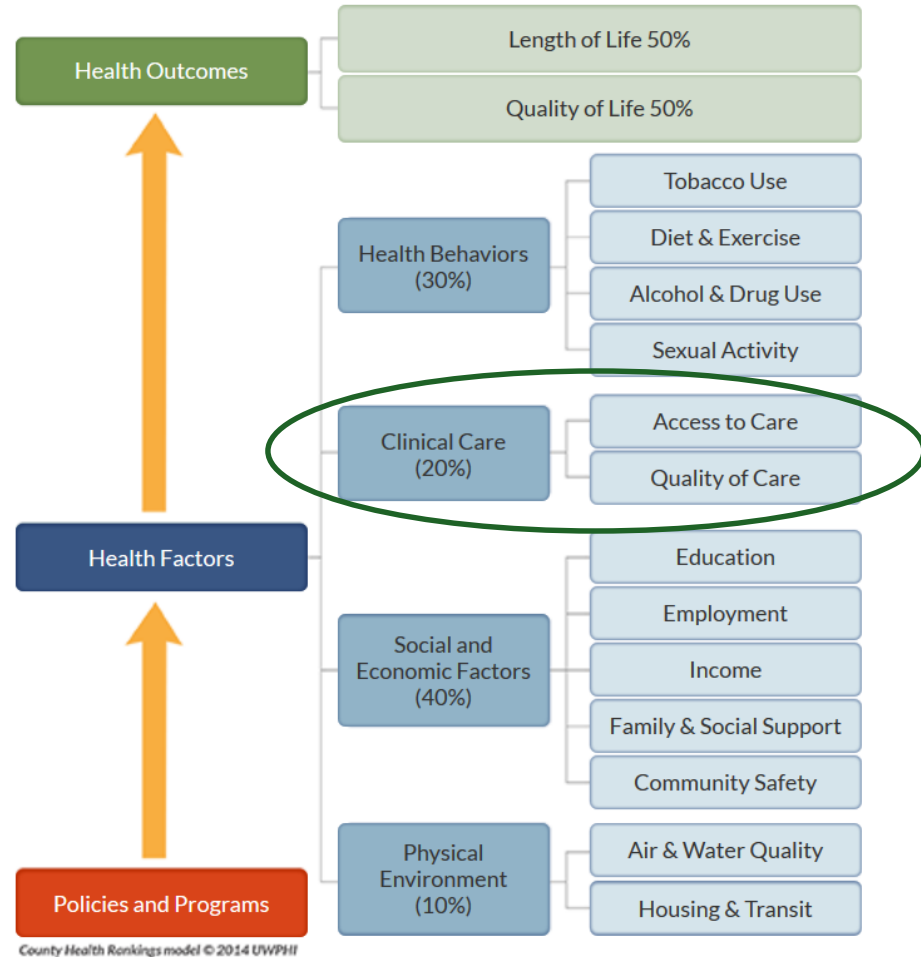 Health Outcomes
Length of Life 50%
Quality of Life 50%
Health Behaviors
(30%)
Tobacco Use
Diet & Exercise
Alcohol & Drug Use
Sexual Activity
Clinical Care
(20%)
Access to Care
Quality of Care
Health Factors
Social and
Economic Factors
(40%)
Education
Employment
Income
Family & Social Support
Community Safety
Physical
Environment
(10%)
Air & Water Quality
Housing & Transit
Policies and Programs
County Health Rankings model © 2014 UWPHI